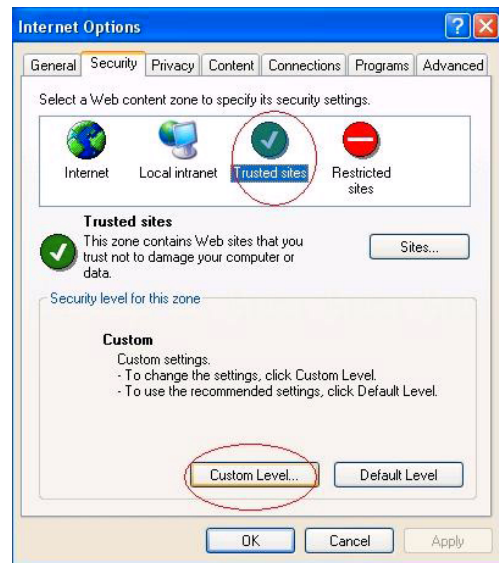 Internet Options
General Security Privacy Content Connections Programs Advanced
Select a Web content zone to specify its security settings.
Internet Local intranet Trusted sites Restricted
sites
Trusted sites
This zone contains Web sites that you
trust not to damage your computer or
data.
Sites...
Security level for this zone
Custom
Custom settings.
- To change the settings, click Custom Level.
- To use the recommended settings, click Default Level.
Custom Level... Default Level
OK Cancel Apply